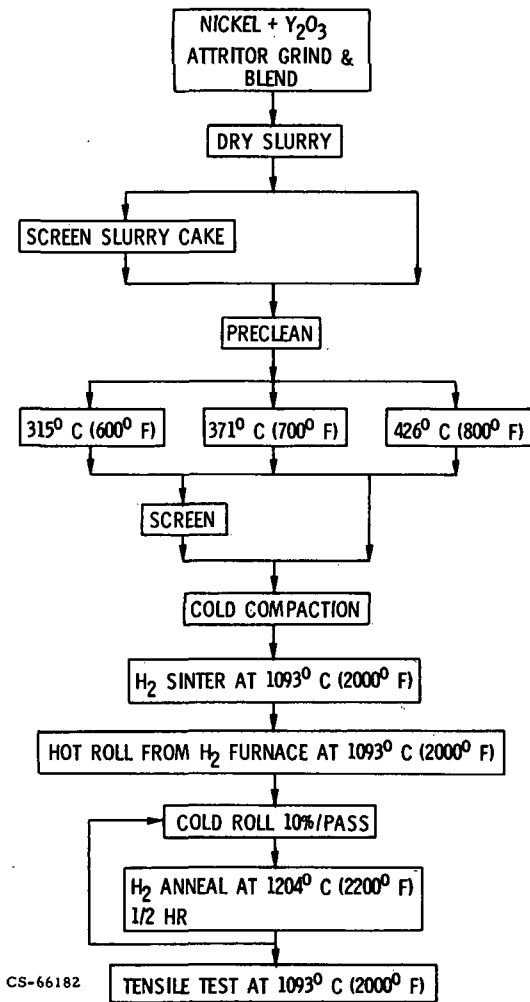 NICKEL + Y2O3
ATTRITOR GRIND &
BLEND
DRY SLURRY
SCREEN SLURRY CAKE
PRECLEAN
315° C (600° F)
371° C (700° F)
426° C (800° F)
SCREEN
COLD COMPACTION
H2 SINTER AT 1093° C (2000° F)
HOT ROLL FROM H2 FURNACE AT 1093° C (2000° F)
COLD ROLL 10%/PASS
H2 ANNEAL AT 1204° C (2200° F)
1/2 HR
CS-66182
TENSILE TEST AT 1093° C (2000° F)